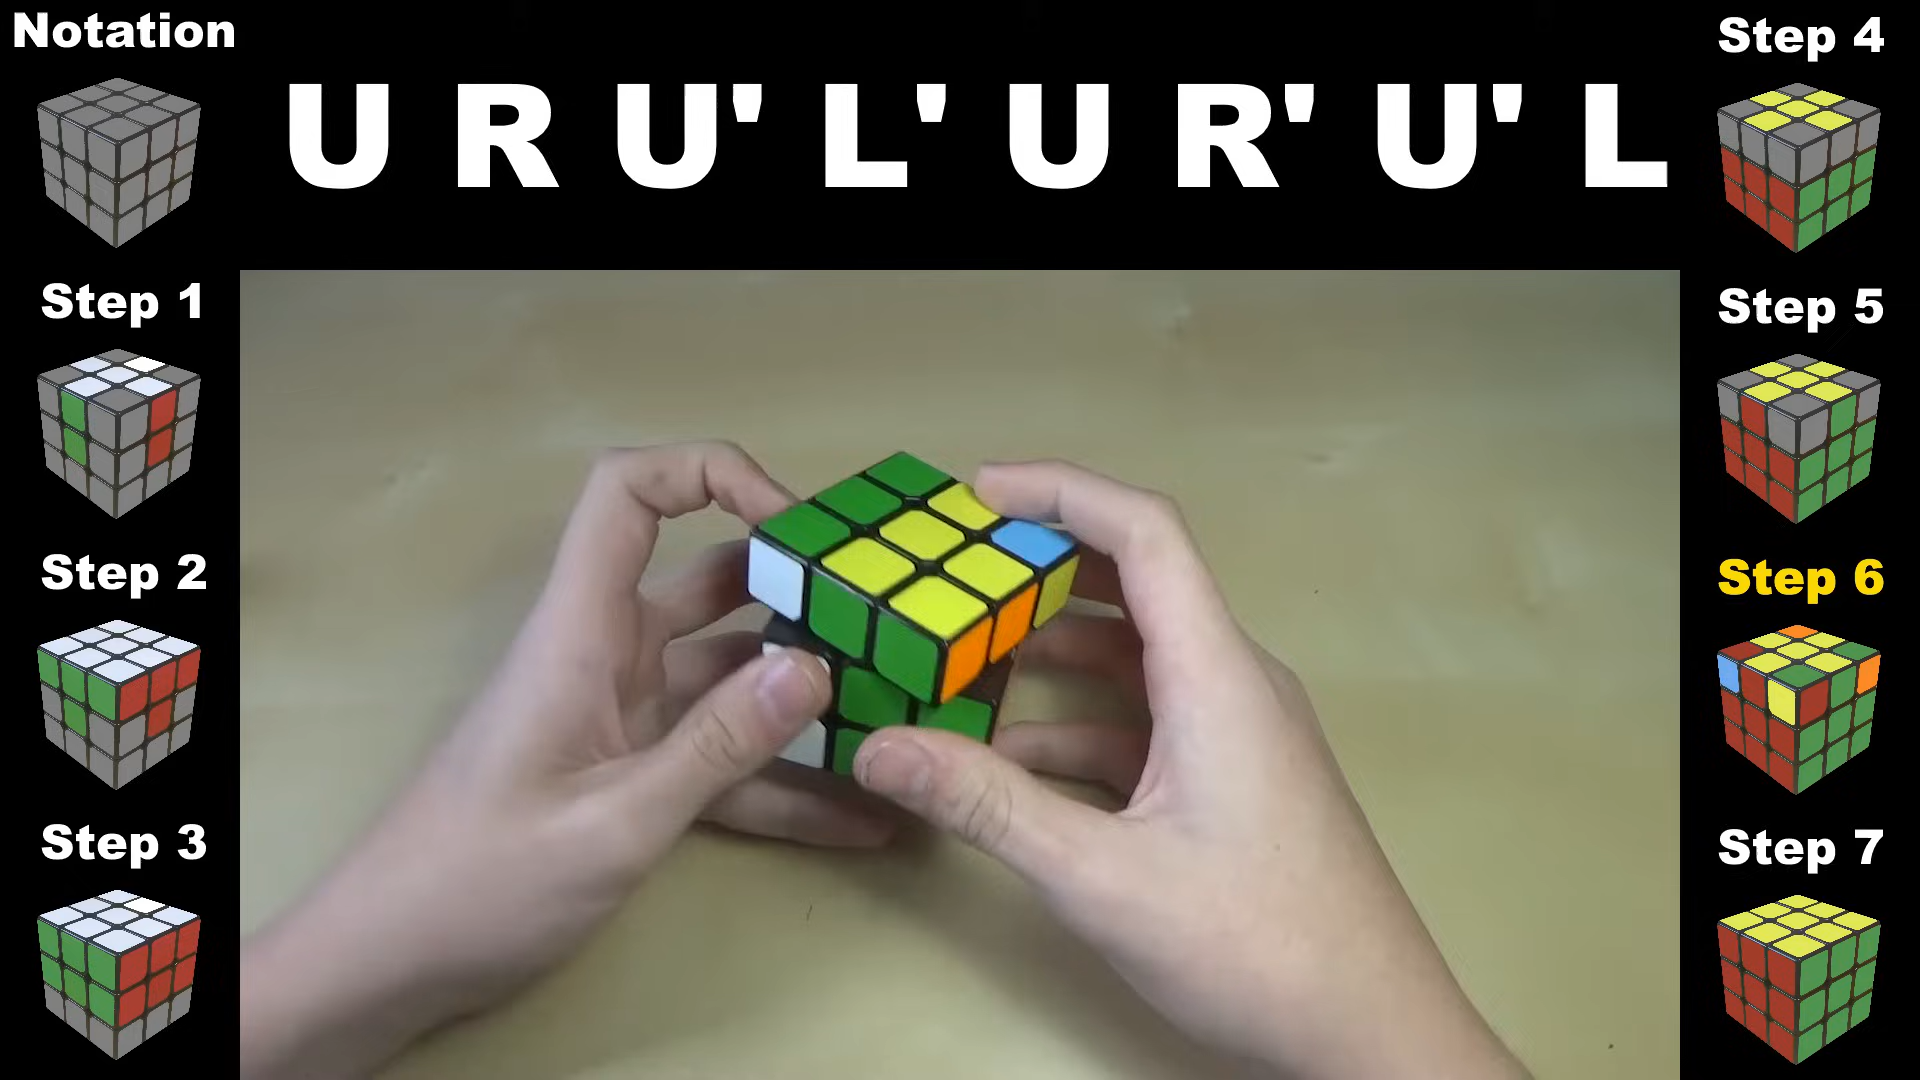 Notation
U R U' L' U R' U' L
Step 1
Step 2
Step 3
Step 4
Step 5
Step 6
Step 7